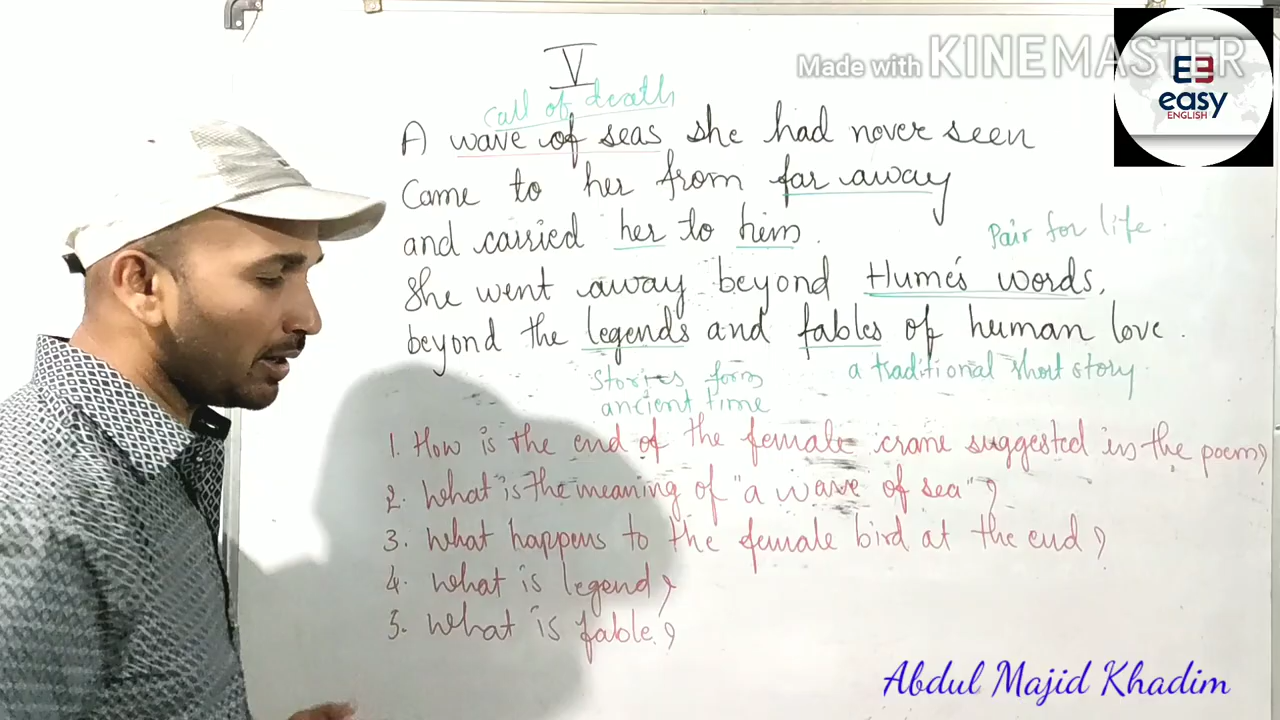 Made with KINEMASTER
E3
easy
ENGLISH
V
call of death
A wave of seas she had never seen
Came to her from far away
and carried her to him.
Pair for life.
She went away beyond Hume's words,
beyond the legends and fables of human love.
Stories form
ancient time
a traditional short story.
1. How is the end of the female crane suggested in the poem?
2. What is the meaning of "a wave of sea"?
3. What happens to the female bird at the end?
4. What is legend?
5. What is fable?
Abdul Majid Khadim